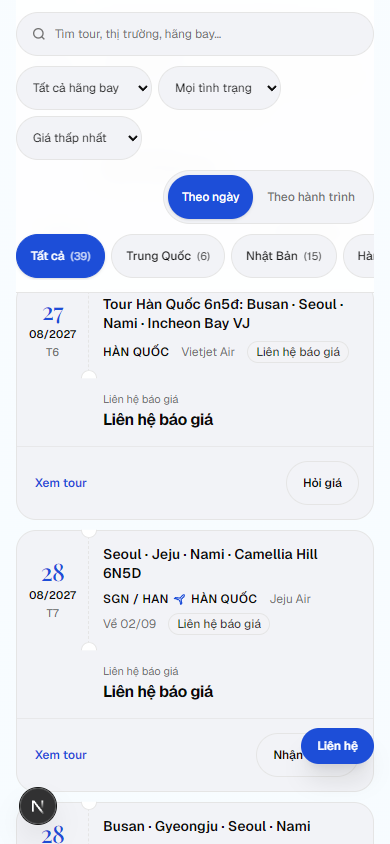 Tìm tour, thị trường, hãng bay...
Tất cả hãng bay
Mọi tình trạng
Giá thấp nhất
Theo ngày
Theo hành trình
Tất cả (39)
Trung Quốc (6)
Nhật Bản (15)
27
08/2027
T6
Tour Hàn Quốc 6n5đ: Busan · Seoul ·
Nami · Incheon Bay VJ
HÀN QUỐC Vietjet Air Liên hệ báo giá
Liên hệ báo giá
Liên hệ báo giá
Xem tour
Hỏi giá
28
08/2027
T7
Seoul · Jeju · Nami · Camellia Hill
6N5D
SGN / HAN HÀN QUỐC Jeju Air
Về 02/09 Liên hệ báo giá
Liên hệ báo giá
Liên hệ báo giá
Xem tour
Nhận
Liên hệ
N
28
Busan · Gyeongju · Seoul · Nami